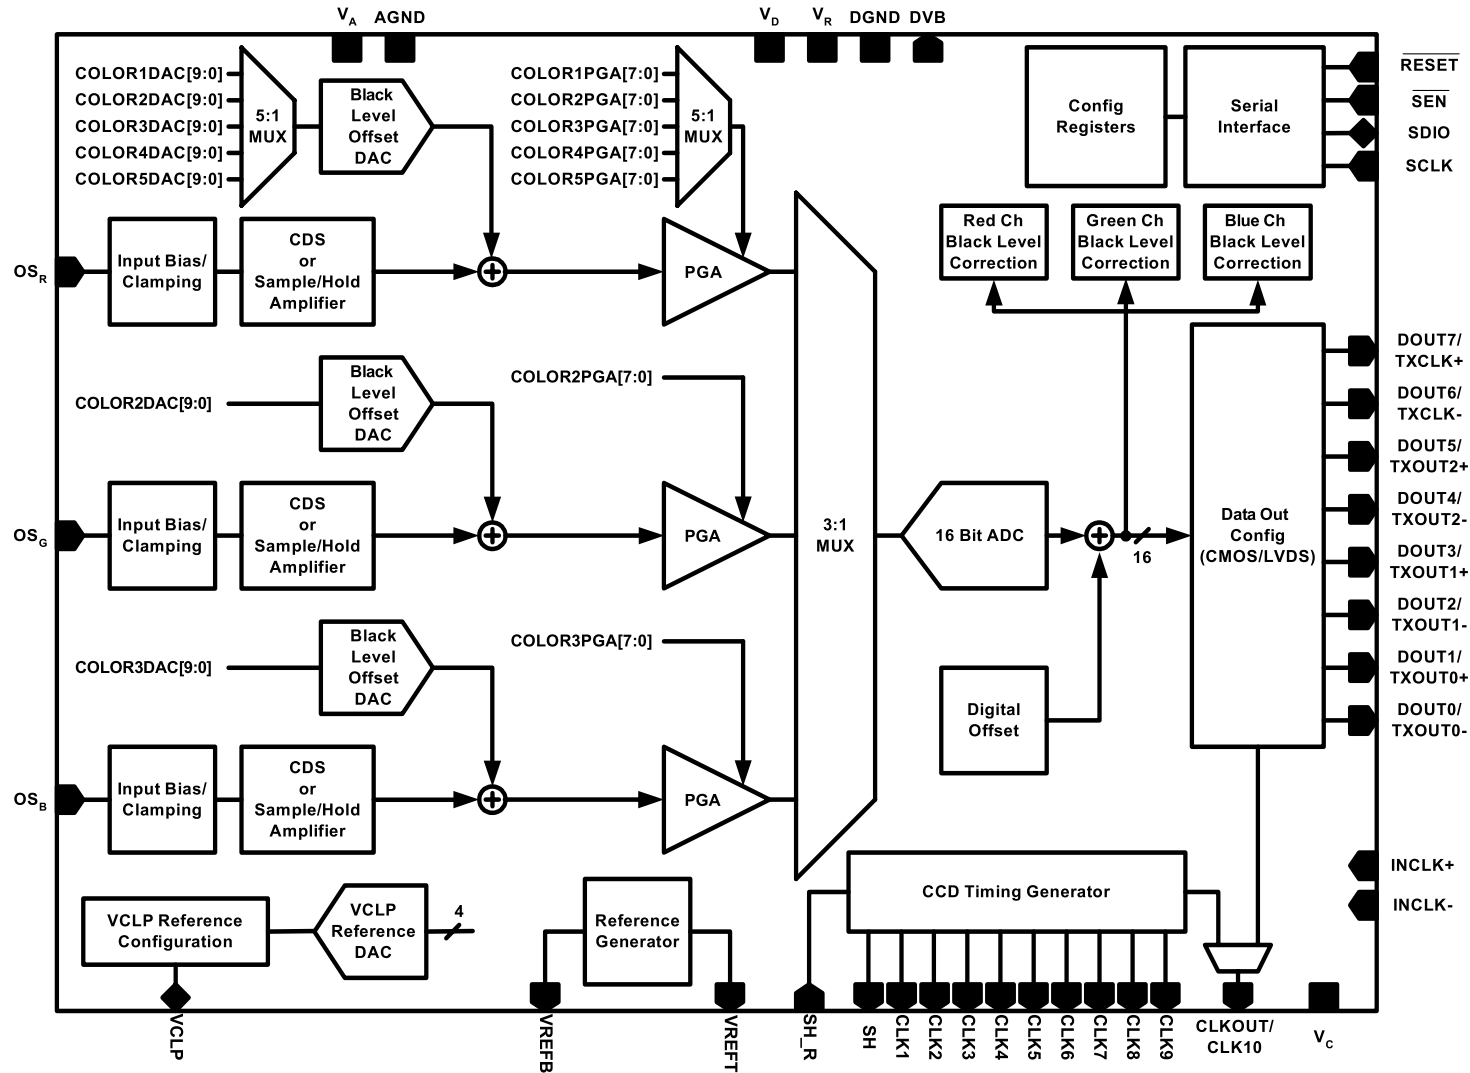 VA
AGND
VD
VR
DGND
DVB
COLOR1DAC[9:0]
COLOR2DAC[9:0]
COLOR3DAC[9:0]
COLOR4DAC[9:0]
COLOR5DAC[9:0]
5:1
MUX
Black
Level
Offset
DAC
COLOR1PGA[7:0]
COLOR2PGA[7:0]
COLOR3PGA[7:0]
COLOR4PGA[7:0]
COLOR5PGA[7:0]
5:1
MUX
Config
Registers
Serial
Interface
RESET
SEN
SDIO
SCLK
OSR
Input Bias/
Clamping
CDS
or
Sample/Hold
Amplifier
PGA
Red Ch
Black Level
Correction
Green Ch
Black Level
Correction
Blue Ch
Black Level
Correction
COLOR2DAC[9:0]
Black
Level
Offset
DAC
COLOR2PGA[7:0]
OSG
Input Bias/
Clamping
CDS
or
Sample/Hold
Amplifier
PGA
3:1
MUX
16 Bit ADC
16
Data Out
Config
(CMOS/LVDS)
DOUT7/
TXCLK+
DOUT6/
TXCLK-
DOUT5/
TXOUT2+
DOUT4/
TXOUT2-
DOUT3/
TXOUT1+
DOUT2/
TXOUT1-
DOUT1/
TXOUT0+
DOUT0/
TXOUT0-
COLOR3DAC[9:0]
Black
Level
Offset
DAC
COLOR3PGA[7:0]
Digital
Offset
OSB
Input Bias/
Clamping
CDS
or
Sample/Hold
Amplifier
PGA
CCD Timing Generator
INCLK+
INCLK-
VCLP Reference
Configuration
VCLP
Reference
DAC
4
Reference
Generator
VCLP
VREFB
VREFT
SH_R
SH
CLK1
CLK2
CLK3
CLK4
CLK5
CLK6
CLK7
CLK8
CLK9
CLKOUT/
CLK10
VC